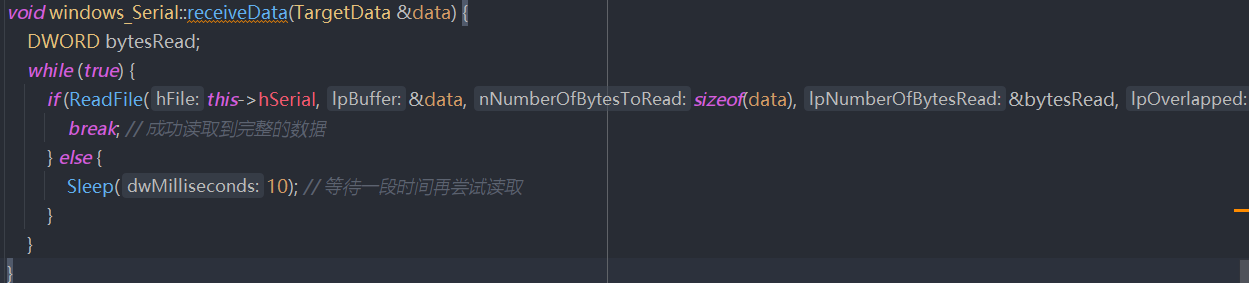 void windows_Serial::receiveData(TargetData &data) {
DWORD bytesRead;
while (true) {
if (ReadFile( hFile: this->hSerial, lpBuffer: &data, nNumberOfBytesToRead: sizeof(data), lpNumberOfBytesRead: &bytesRead, lpOverlapped:
break; // 成功读取到完整的数据
} else {
Sleep( dwMilliseconds: 10); // 等待一段时间再尝试读取
}
}
}